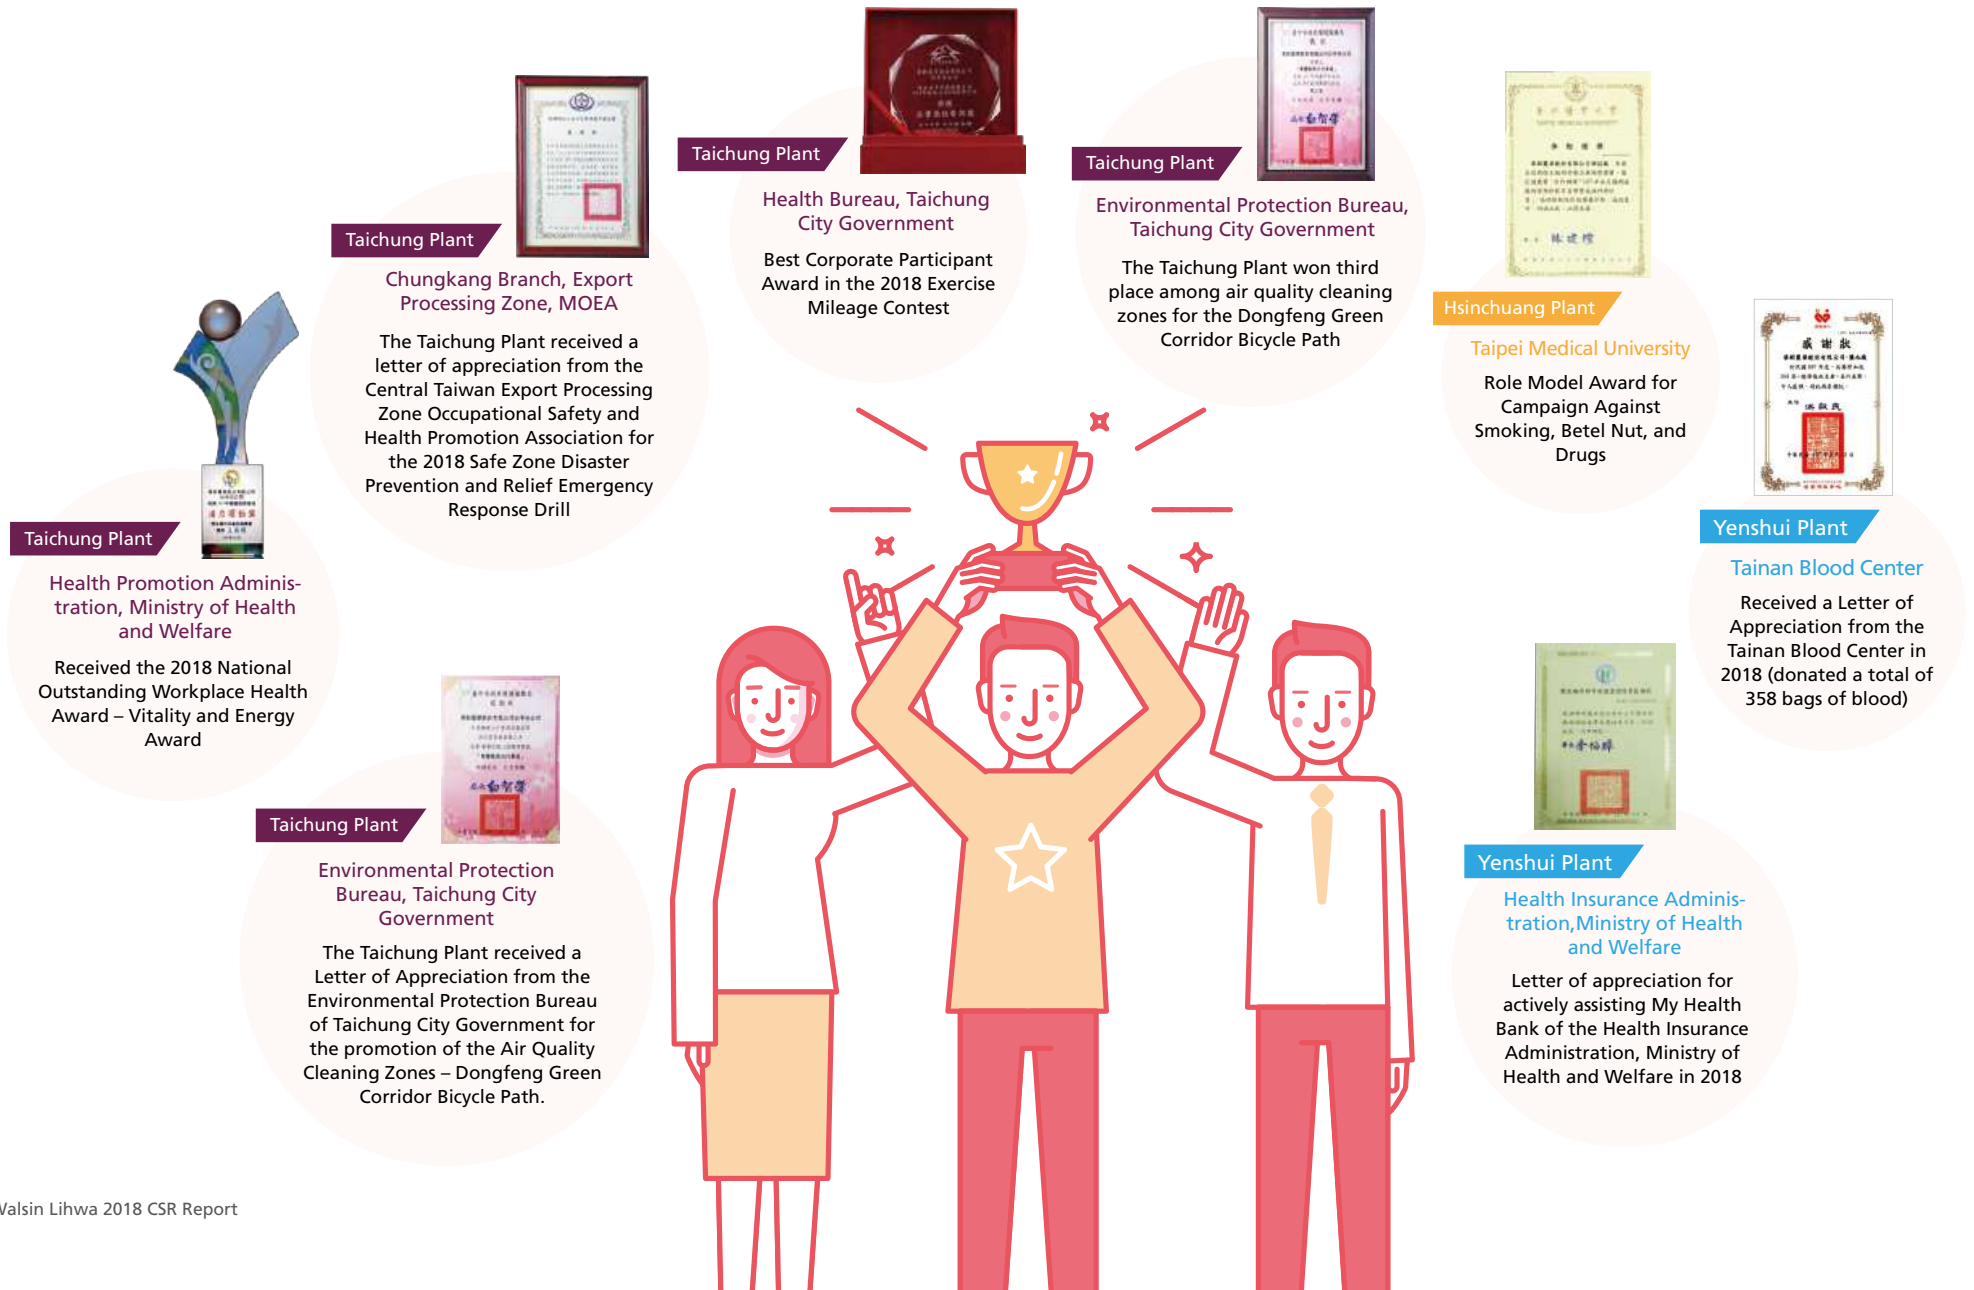 Taichung Plant
Health Promotion Adminis-
tration, Ministry of Health
and Welfare
Received the 2018 National
Outstanding Workplace Health
Award – Vitality and Energy
Award
Taichung Plant
Chungkang Branch, Export
Processing Zone, MOEA
The Taichung Plant received a
letter of appreciation from the
Central Taiwan Export Processing
Zone Occupational Safety and
Health Promotion Association for
the 2018 Safe Zone Disaster
Prevention and Relief Emergency
Response Drill
Taichung Plant
Health Bureau, Taichung
City Government
Best Corporate Participant
Award in the 2018 Exercise
Mileage Contest
Taichung Plant
Environmental Protection Bureau,
Taichung City Government
The Taichung Plant won third
place among air quality cleaning
zones for the Dongfeng Green
Corridor Bicycle Path
Hsinchuang Plant
Taipei Medical University
Role Model Award for
Campaign Against
Smoking, Betel Nut, and
Drugs
感謝狀
Yenshui Plant
Tainan Blood Center
Received a Letter of
Appreciation from the
Tainan Blood Center in
2018 (donated a total of
358 bags of blood)
Taichung Plant
Environmental Protection
Bureau, Taichung City
Government
The Taichung Plant received a
Letter of Appreciation from the
Environmental Protection Bureau
of Taichung City Government for
the promotion of the Air Quality
Cleaning Zones – Dongfeng Green
Corridor Bicycle Path.
Yenshui Plant
Health Insurance Adminis-
tration,Ministry of Health
and Welfare
Letter of appreciation for
actively assisting My Health
Bank of the Health Insurance
Administration, Ministry of
Health and Welfare in 2018
Walsin Lihwa 2018 CSR Report